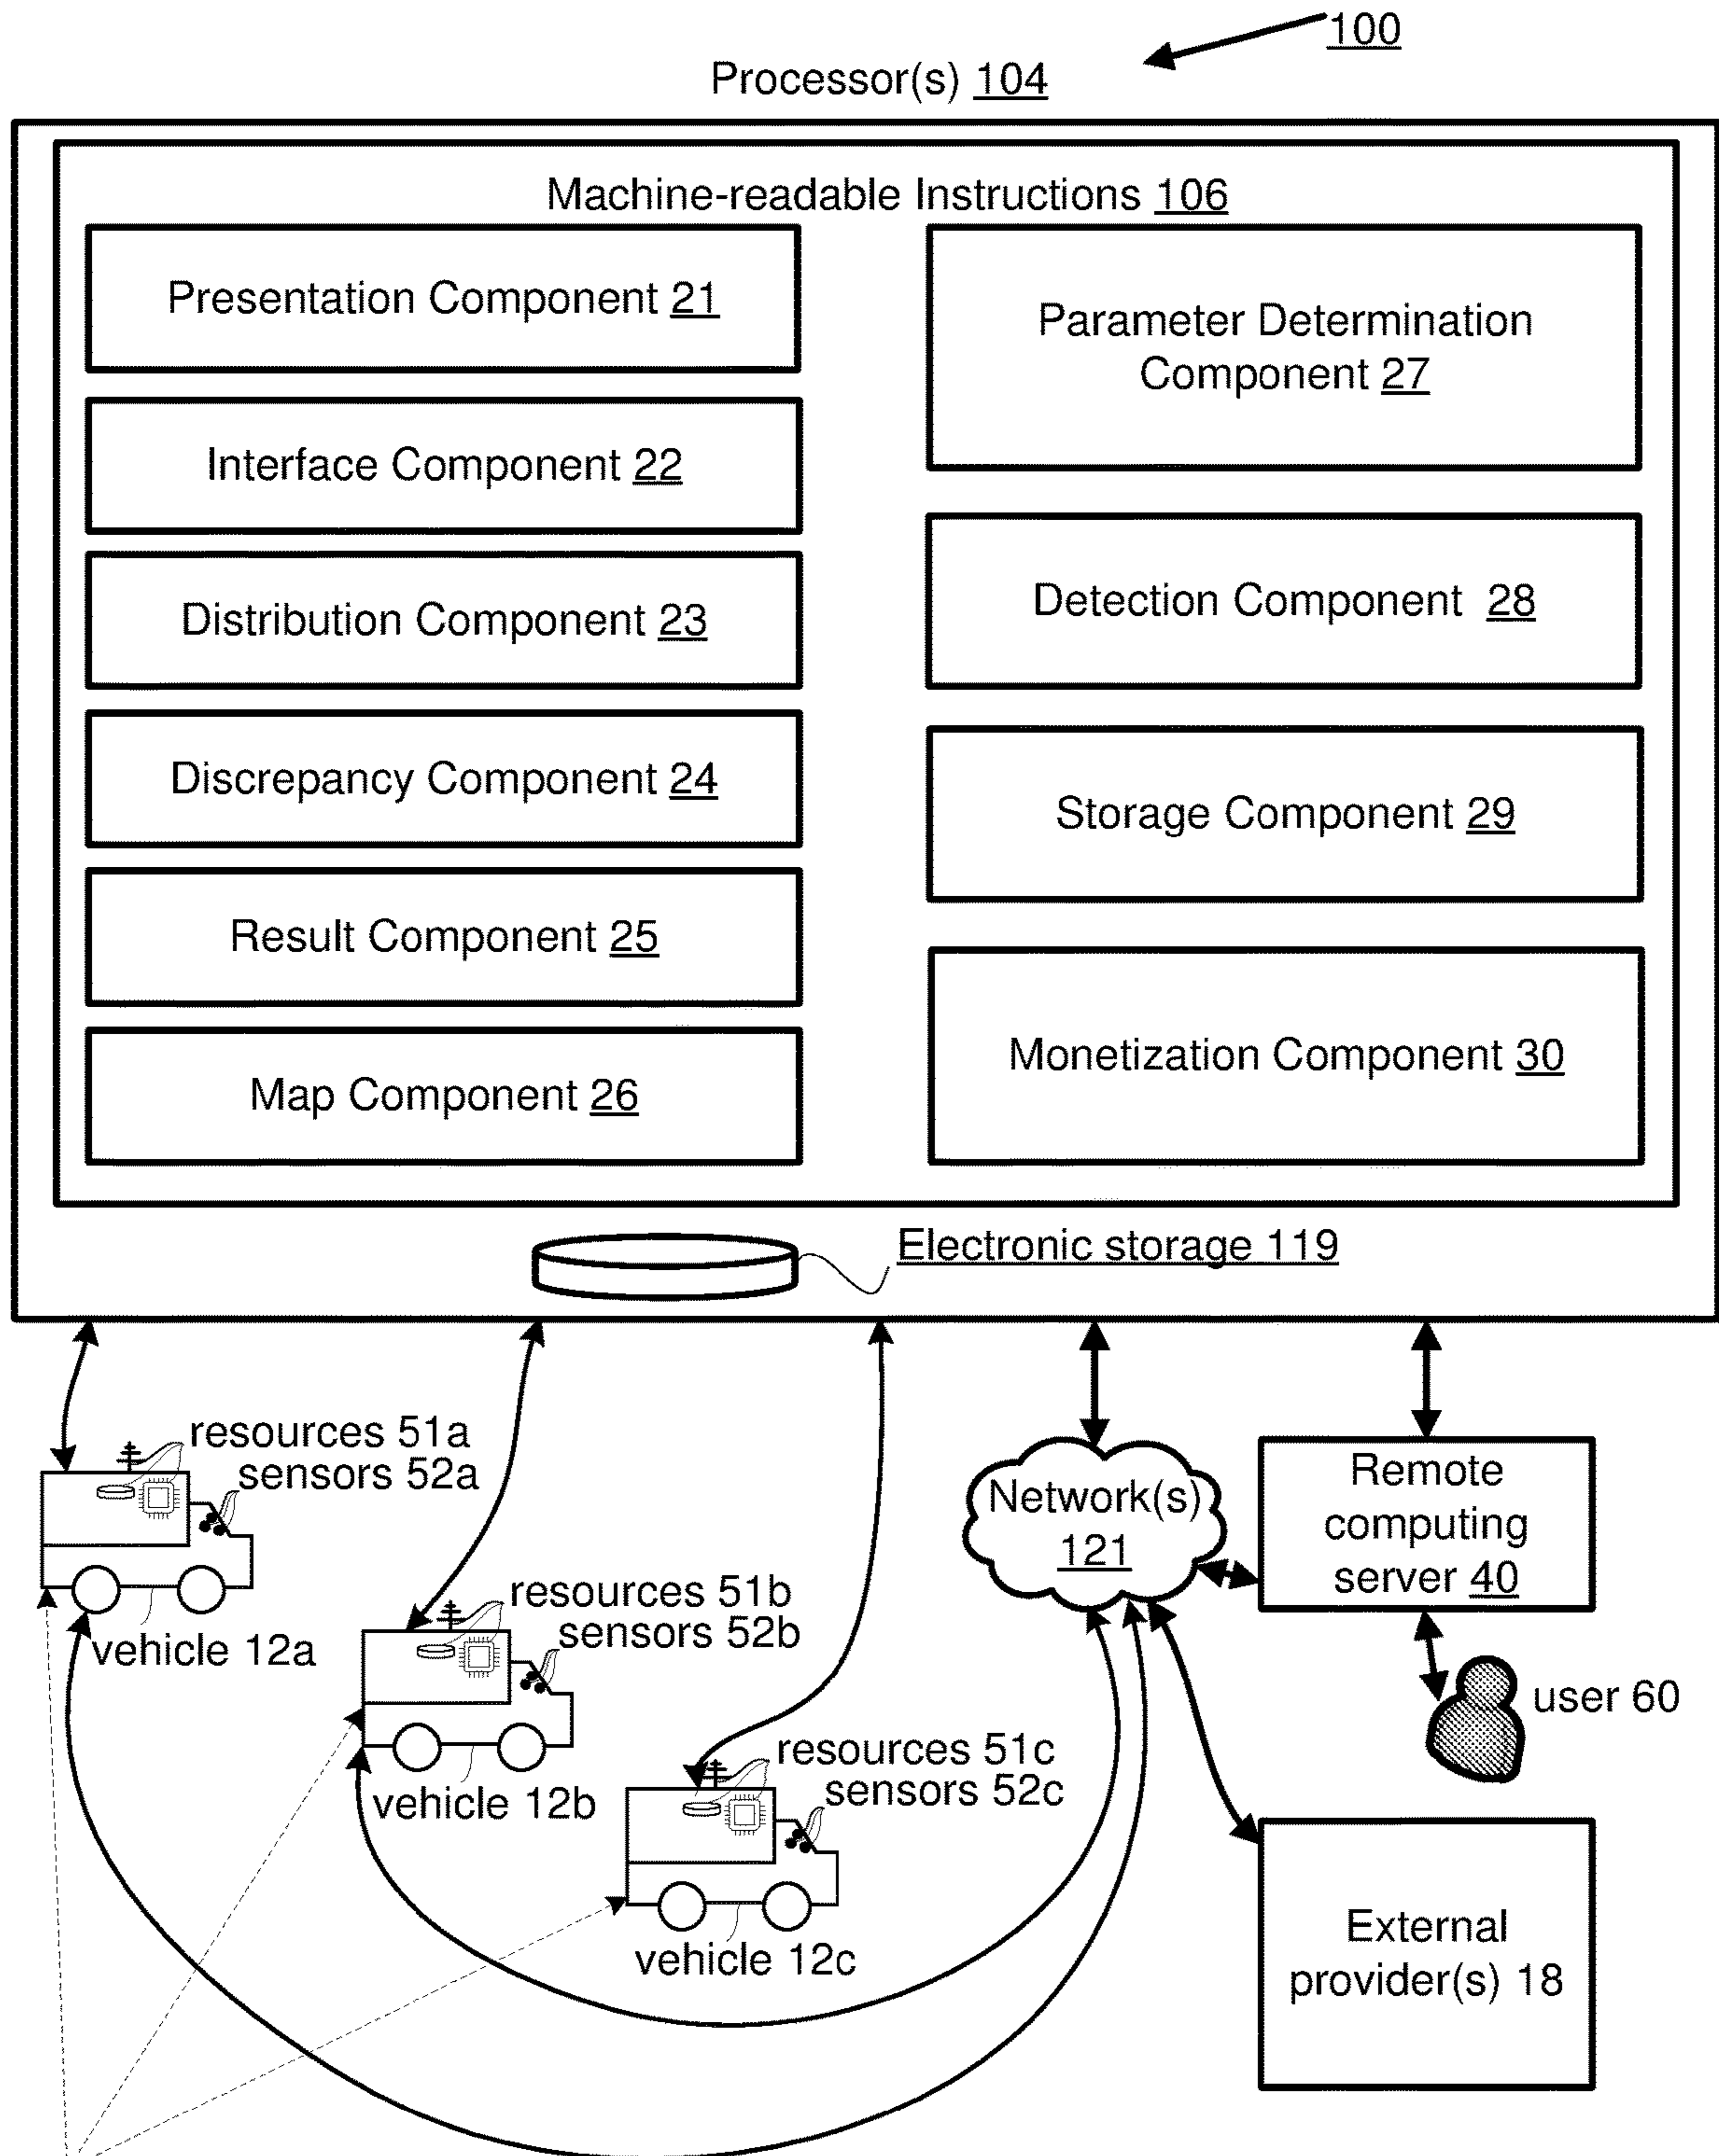 100
Processor(s) 104
Machine-readable Instructions 106
Presentation Component 21
Interface Component 22
Distribution Component 23
Discrepancy Component 24
Result Component 25
Map Component 26
Parameter Determination
Component 27
Detection Component 28
Storage Component 29
Monetization Component 30
Electronic storage 119
resources 51a
sensors 52a
vehicle 12a
resources 51b
sensors 52b
vehicle 12b
resources 51c
sensors 52c
vehicle 12c
Network(s)
121
Remote
computing
server 40
user 60
External
provider(s) 18